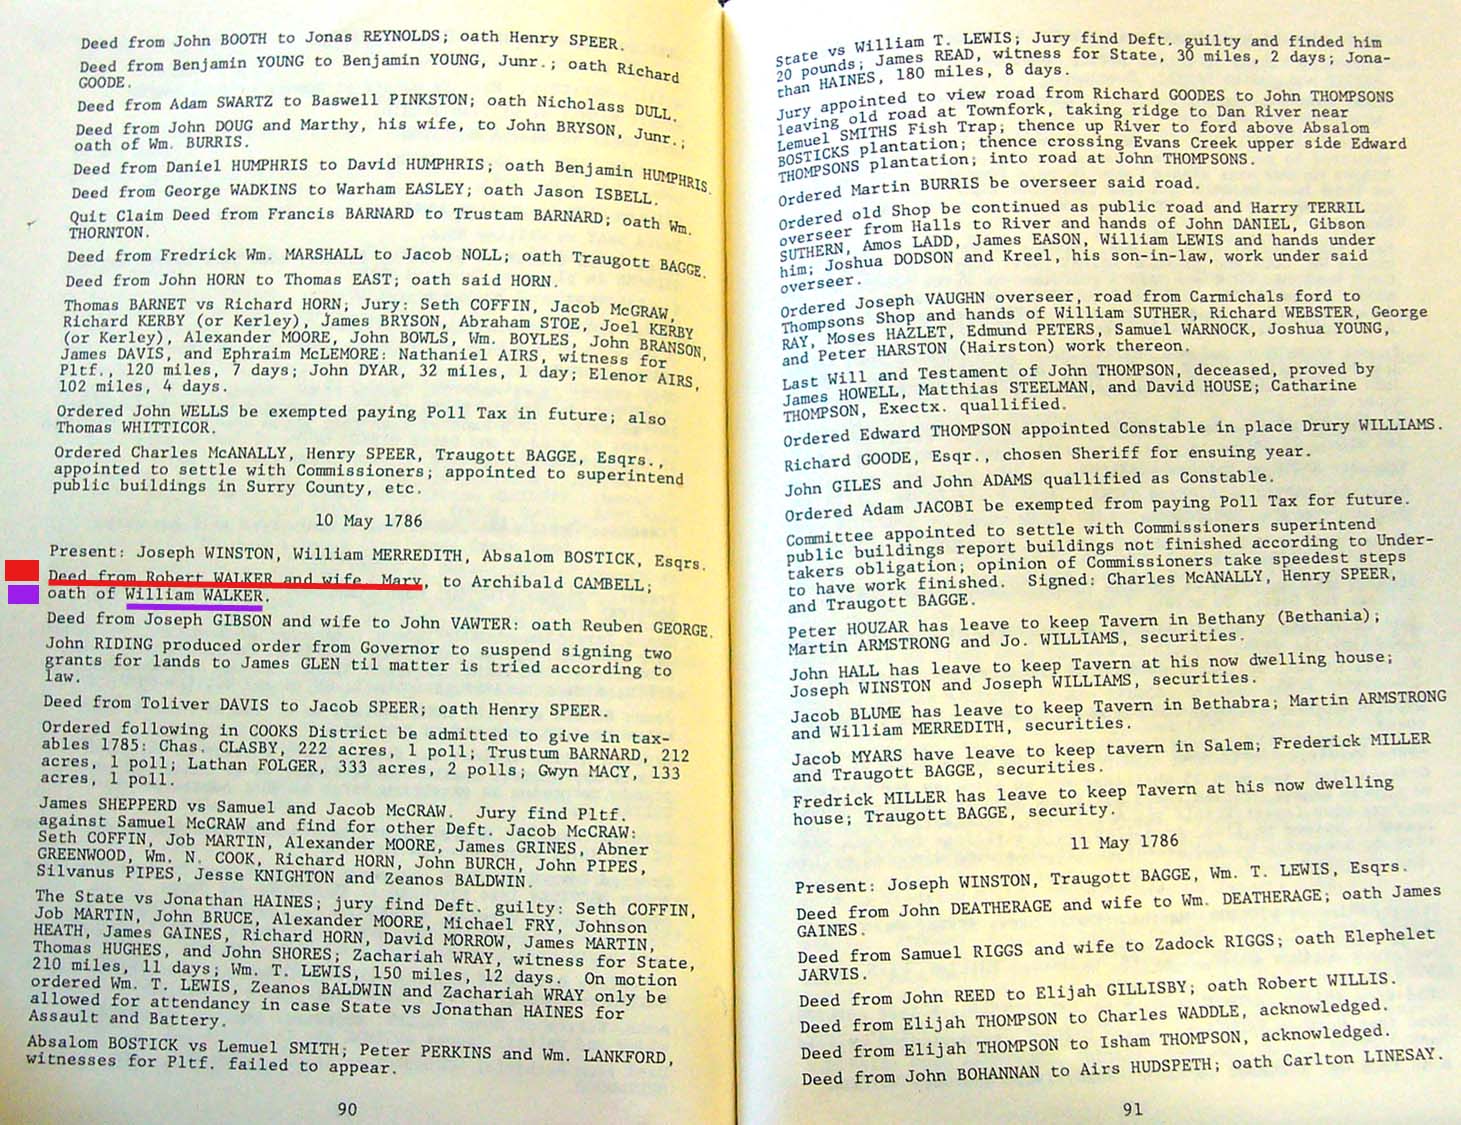 Deed from John BOOTH to Jonas REYNOLDS; oath Henry SPEER.
Deed from Benjamin YOUNG to Benjamin YOUNG, Junr.; oath Richard
GOODE.
Deed from Adam SWARTZ to Baswell PINKSTON; oath Nicholass DULL.
Deed from John DOUG and Marthy, his wife, to John BRYSON, Junr.;
oath of Wm. BURRIS.
Deed from Daniel HUMPHRIS to David HUMPHRIS; oath Benjamin HUMPHRIS.
Deed from George WADKINS to Warham EASLEY; oath Jason ISBELL.
Quit Claim Deed from Francis BARNARD to Trustam BARNARD; oath Wm.
THORNTON.
Deed from Fredrick Wm. MARSHALL to Jacob NOLL; oath Traugott BAGGE.
Deed from John HORN to Thomas EAST; oath said HORN.
Thomas BARNET vs Richard HORN; Jury: Seth COFFIN, Jacob McGRAW,
Richard KERBY (or Kerley), James BRYSON, Abraham STOE, Joel KERBY
(or Kerley), Alexander MOORE, John BOWLS, Wm. BOYLES, John BRANSON,
James DAVIS, and Ephraim McLEMORE: Nathaniel AIRS, witness for
Pltf., 120 miles, 7 days; John DYAR, 32 miles, 1 day; Elenor AIRS,
102 miles, 4 days.
Ordered John WELLS be exempted paying Poll Tax in future; also
Thomas WHITTICOR.
Ordered Charles McANALLY, Henry SPEER, Traugott BAGGE, Esqrs.,
appointed to settle with Commissioners; appointed to superintend
public buildings in Surry County, etc.
10 May 1786
Present: Joseph WINSTON, William MERREDITH, Absalom BOSTICK, Esqrs.
Deed from Robert WALKER and wife, Mary, to Archibald CAMBELL;
oath of William WALKER.
Deed from Joseph GIBSON and wife to John VAWTER: oath Reuben GEORGE.
John RIDING produced order from Governor to suspend signing two
grants for lands to James GLEN til matter is tried according to
law.
Deed from Toliver DAVIS to Jacob SPEER; oath Henry SPEER.
Ordered following in COOKS District be admitted to give in tax-
ables 1785: Chas. CLASBY, 222 acres, 1 poll; Trustum BARNARD, 212
acres, 1 poll; Lathan FOLGER, 333 acres, 2 polls; Gwyn MACY, 133
acres, 1 poll.
James SHEPPERD vs Samuel and Jacob McCRAW. Jury find Pltf.
against Samuel McCRAW and find for other Deft. Jacob McCRAW:
Seth COFFIN, Job MARTIN, Alexander MOORE, James GRINES, Abner
GREENWOOD, Wm. N. COOK, Richard HORN, John BURCH, John PIPES,
Silvanus PIPES, Jesse KNIGHTON and Zeanos BALDWIN.
The State vs Jonathan HAINES; jury find Deft. guilty: Seth COFFIN,
Job MARTIN, John BRUCE, Alexander MOORE, Michael FRY, Johnson
HEATH, James GAINES, Richard HORN, David MORROW, James MARTIN,
Thomas HUGHES, and John SHORES; Zachariah WRAY, witness for State,
210 miles, 11 days; Wm. T. LEWIS, 150 miles, 12 days. On motion
ordered Wm. T. LEWIS, Zeanos BALDWIN and Zachariah WRAY only be
allowed for attendancy in case State vs Jonathan HAINES for
Assault and Battery.
Absalom BOSTICK vs Lemuel SMITH; Peter PERKINS and Wm. LANKFORD,
witnesses for Pltf. failed to appear.
90
State vs William T. LEWIS; Jury find Deft. guilty and finded him
20 pounds; James READ, witness for State, 30 miles, 2 days; Jona-
than HAINES, 180 miles, 8 days.
Jury appointed to view road from Richard GOODES to John THOMPSONS
leaving old road at Townfork, taking ridge to Dan River near
Lemuel SMITHS Fish Trap; thence up River to ford above Absalom
BOSTICKS plantation; thence crossing Evans Creek upper side Edward
THOMPSONS plantation; into road at John THOMPSONS.
Ordered Martin BURRIS be overseer said road.
Ordered old Shop be continued as public road and Harry TERRIL
overseer from Halls to River and hands of John DANIEL, Gibson
SUTHERN, Amos LADD, James EASON, William LEWIS and hands under
him; Joshua DODSON and Kreel, his son-in-law, work under said
overseer.
Ordered Joseph VAUGHN overseer, road from Carmichals ford to
Thompsons Shop and hands of William SUTHER, Richard WEBSTER, George
RAY, Moses HAZLET, Edmund PETERS, Samuel WARNOCK, Joshua YOUNG,
and Peter HARSTON (Hairston) work thereon.
Last Will and Testament of John THOMPSON, deceased, proved by
James HOWELL, Matthias STEELMAN, and David HOUSE; Catharine
THOMPSON, Exectx. quallified.
Ordered Edward THOMPSON appointed Constable in place Drury WILLIAMS.
Richard GOODE, Esqr., chosen Sheriff for ensuing year.
John GILES and John ADAMS quallified as Constable.
Ordered Adam JACOBI be exempted from paying Poll Tax for future.
Committee appointed to settle with Commissioners superintend
public buildings report buildings not finished according to Under-
takers obligation; opinion of Commissioners take speedest steps
to have work finished. Signed: Charles McANALLY, Henry SPEER,
and Traugott BAGGE.
Peter HOUZAR has leave to keep Tavern in Bethany (Bethania);
Martin ARMSTRONG and Jo. WILLIAMS, securities.
John HALL has leave to keep Tavern at his now dwelling house;
Joseph WINSTON and Joseph WILLIAMS, securities.
Jacob BLUME has leave to keep Tavern in Bethabra; Martin ARMSTRONG
and William MERREDITH, securities.
Jacob MYARS have leave to keep tavern in Salem; Frederick MILLER
and Traugott BAGGE, securities.
Fredrick MILLER has leave to keep Tavern at his now dwelling
house; Traugott BAGGE, security.
11 May 1786
Present: Joseph WINSTON, Traugott BAGGE, Wm. T. LEWIS, Esqrs.
Deed from John DEATHERAGE and wife to Wm. DEATHERAGE; oath James
GAINES.
Deed from Samuel RIGGS and wife to Zadock RIGGS; oath Elephelet
JARVIS.
Deed from John REED to Elijah GILLISBY; oath Robert WILLIS.
Deed from Elijah THOMPSON to Charles WADDLE, acknowledged.
Deed from Elijah THOMPSON to Isham THOMPSON, acknowledged.
Deed from John BOHANNAN to Airs HUDSPETH; oath Carlton LINESAY.
91